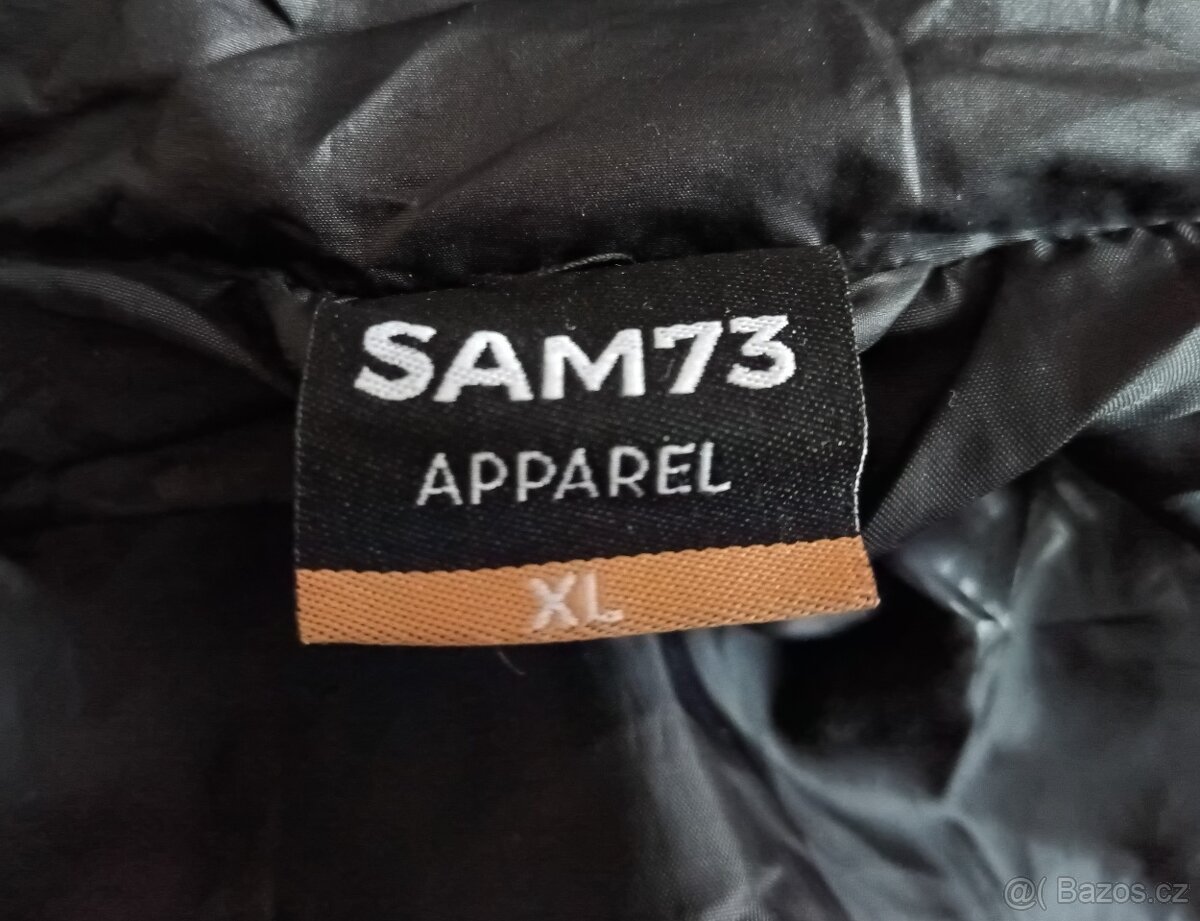 SAM73
APPAREL
XL
@( Bazos.cz